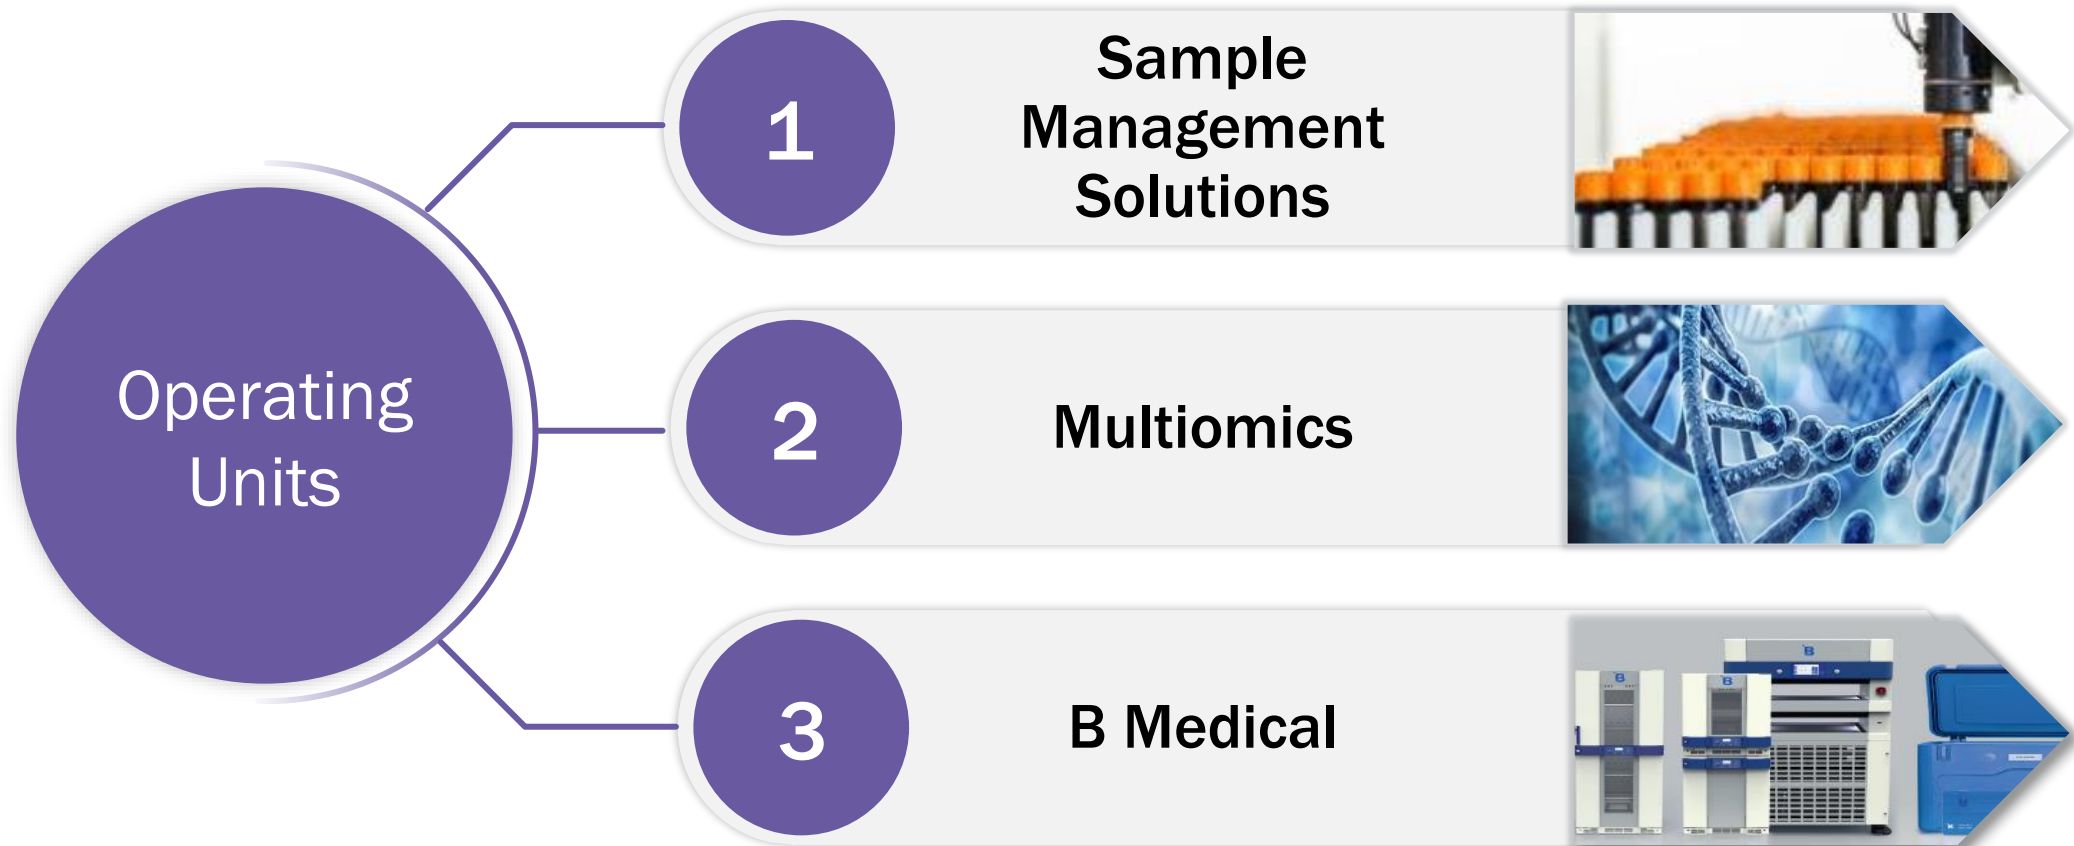 Operating
Units
1
Sample
Management
Solutions
2
Multiomics
3
B Medical
B
B
B